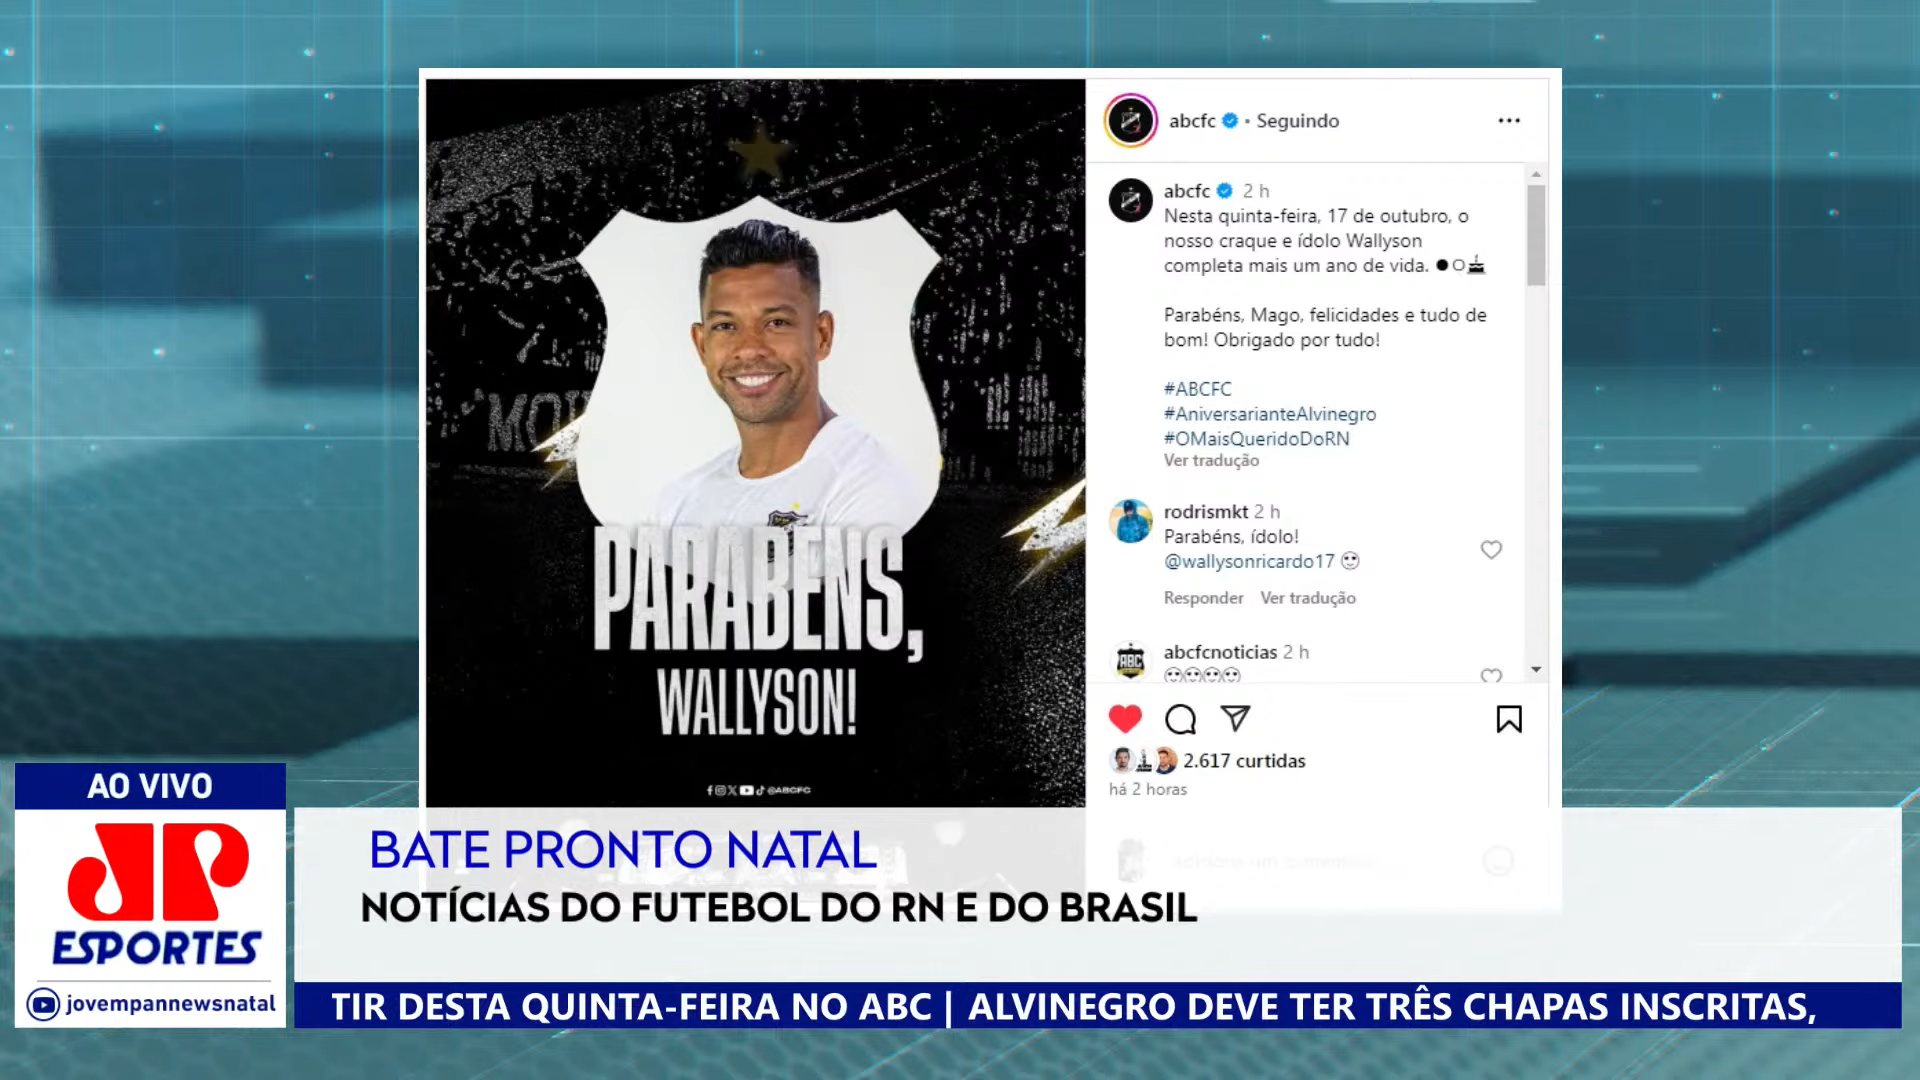 abcfc • Seguindo
abcfc 2 h
Nesta quinta-feira, 17 de outubro, o
nosso craque e ídolo Wallyson
completa mais um ano de vida.
Parabéns, Mago, felicidades e tudo de
bom! Obrigado por tudo!
#ABCFC
#AniversarianteAlvinegro
#OMaisQueridoDoRN
Ver tradução
rodrismkt 2 h
Parabéns, ídolo!
@wallysonricardo17
Responder Ver tradução
abcfcnoticias 2 h
2.617 curtidas
há 2 horas
PARABÉNS,
WALLYSON!
@ABCFC
AO VIVO
JP
ESPORTES
jovempannewsnatal
BATE PRONTO NATAL
NOTÍCIAS DO FUTEBOL DO RN E DO BRASIL
TIR DESTA QUINTA-FEIRA NO ABC | ALVINEGRO DEVE TER TRÊS CHAPAS INSCRITAS,